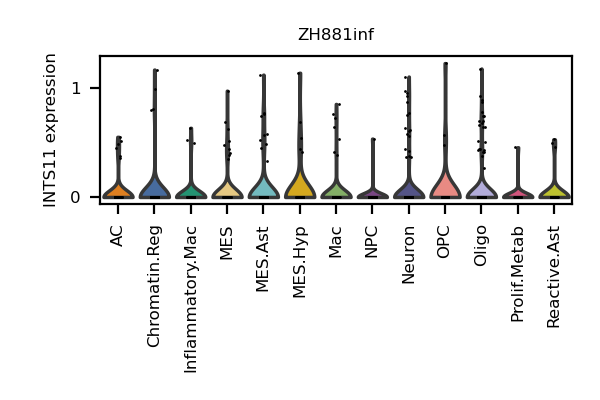 ZH881inf
INTS11 expression
1
0
AC
Chromatin.Reg
Inflammatory.Mac
MES
MES.Ast
MES.Hyp
Mac
NPC
Neuron
OPC
Oligo
Prolif.Metab
Reactive.Ast